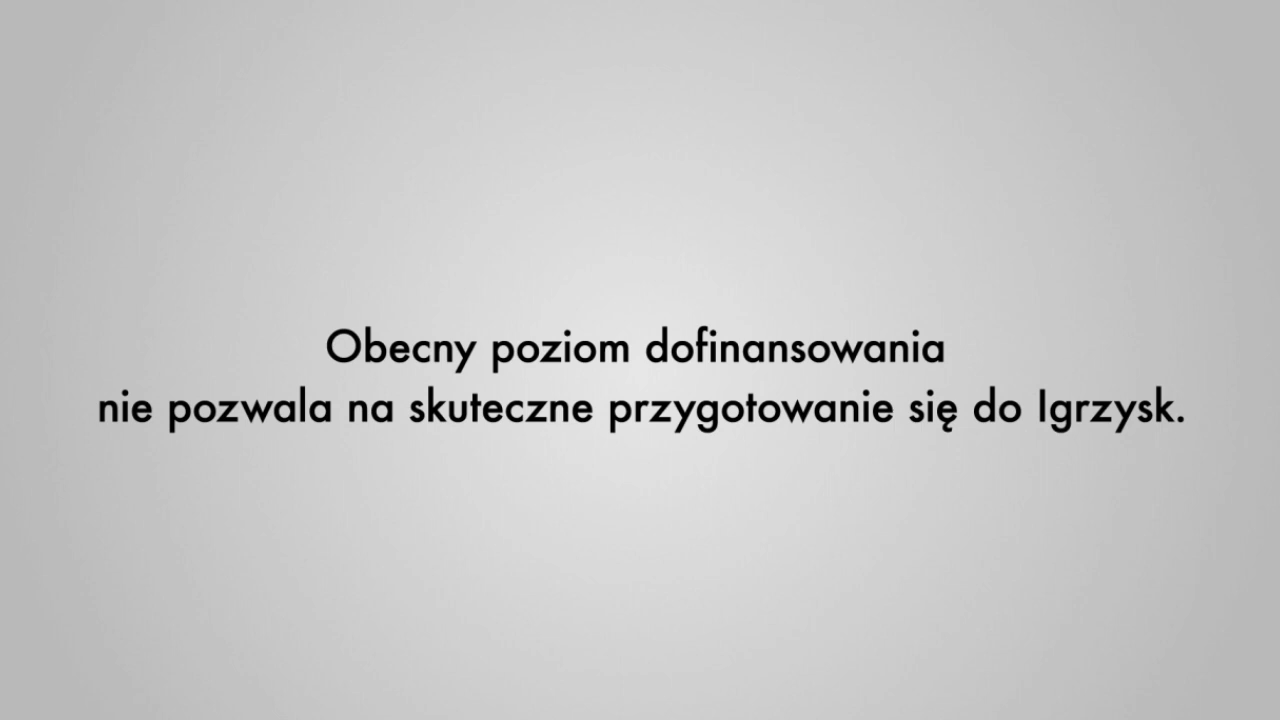 Obecny poziom dofinansowania
nie pozwala na skuteczne przygotowanie się do Igrzysk.